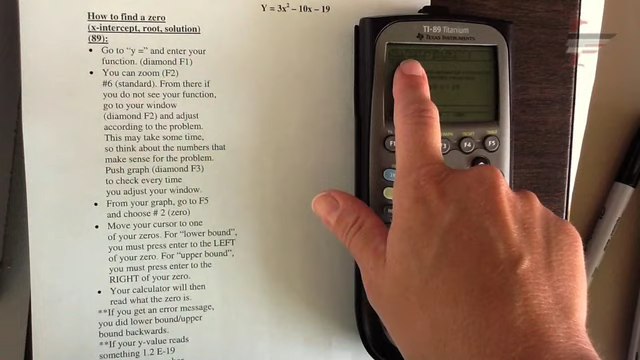 Y = 3x² – 10x – 19
How to find a zero
(x-intercept, root, solution)
(89):
• Go to “y =” and enter your
function. (diamond F1)
• You can zoom (F2)
#6 (standard). From there if
you do not see your function,
go to your window
(diamond F2) and adjust
according to the problem.
This may take some time,
so think about the numbers that
make sense for the problem.
Push graph (diamond F3)
to check every time
you adjust your window.
• From your graph, go to F5
and choose # 2 (zero)
• Move your cursor to one
of your zeros. For “lower bound”,
you must press enter to the LEFT
of your zero. For “upper bound”,
you must press enter to the
RIGHT of your zero.
• Your calculator will then
read what the zero is.
**If you get an error message,
you did lower bound/upper
bound backwards.
**If your y-value reads
something 1.2 E-19
TI-89 Titanium
TEXAS INSTRUMENTS
F3
F4
F5